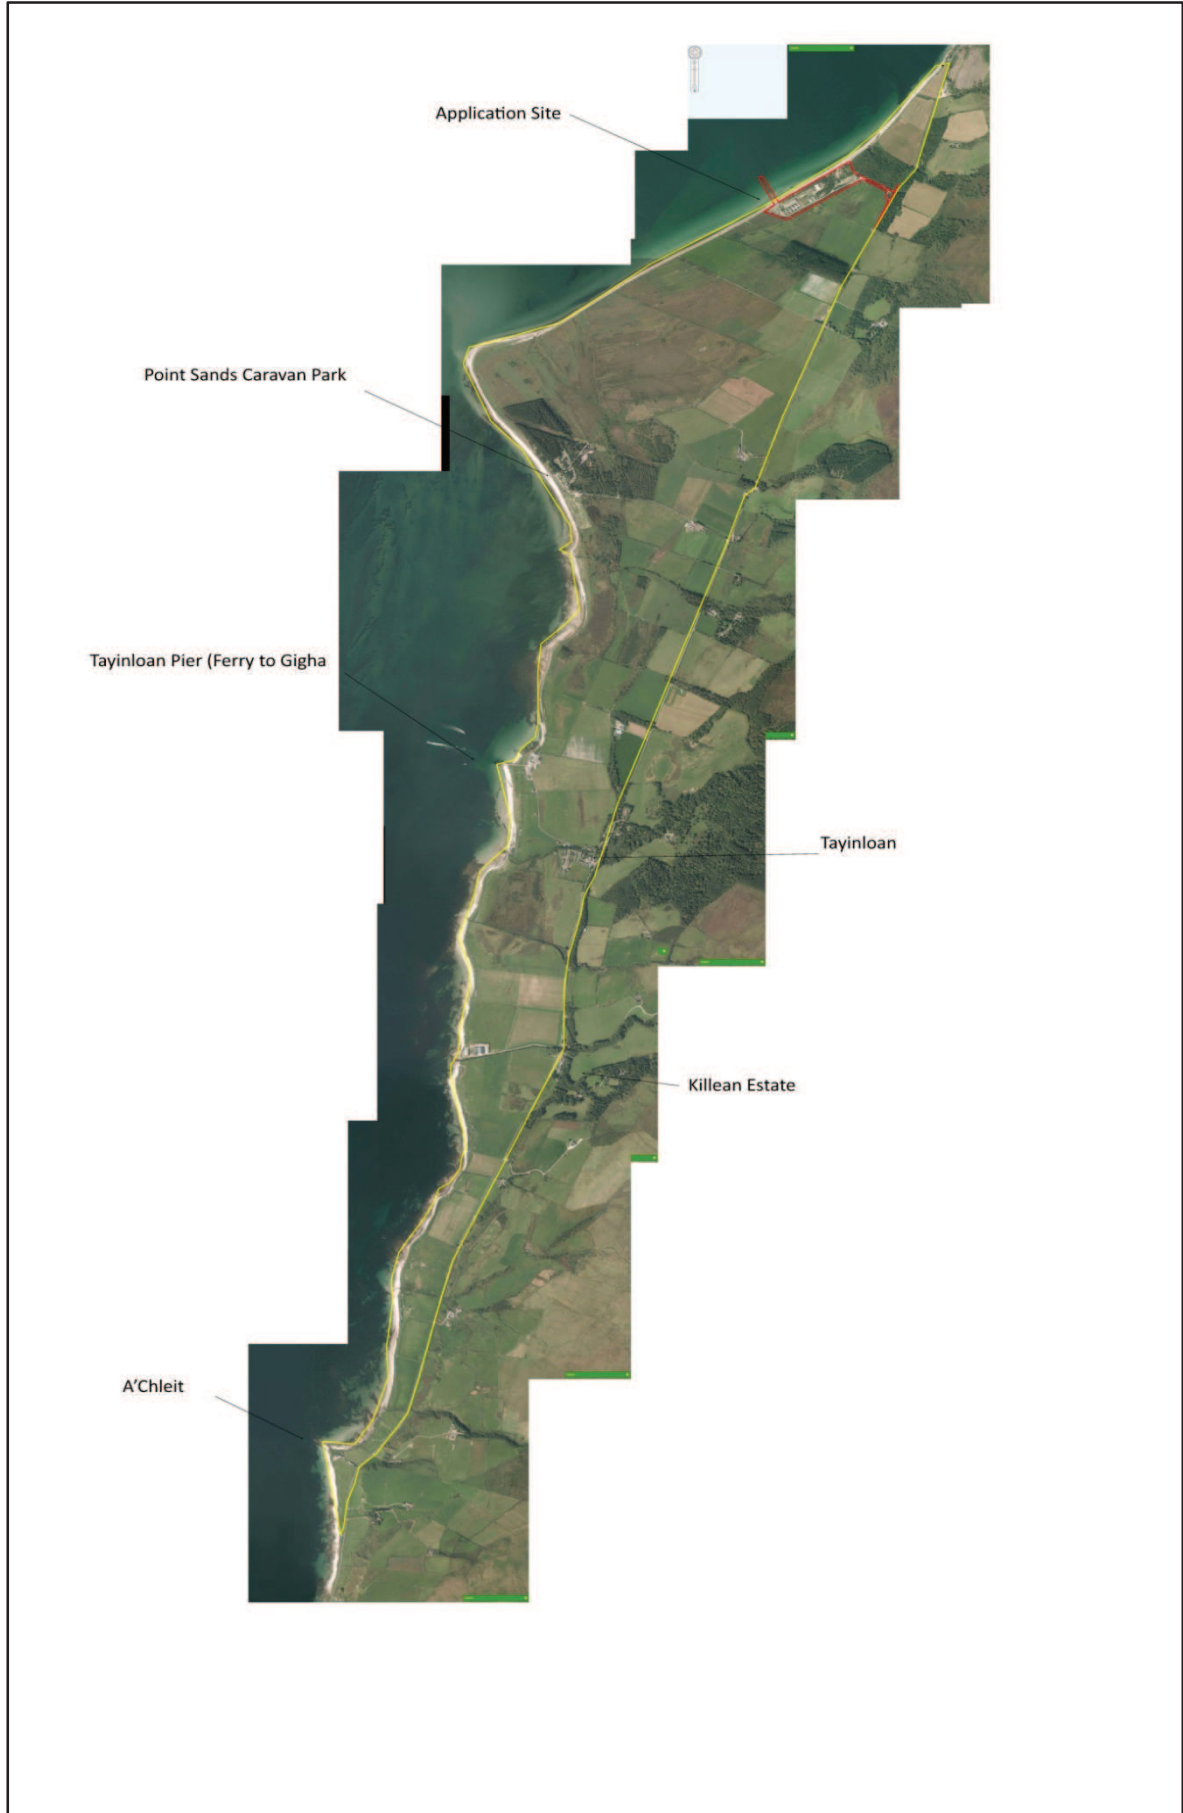 Application Site
Point Sands Caravan Park
Tayinloan Pier (Ferry to Gigha
Tayinloan
Killean Estate
A'Chleit